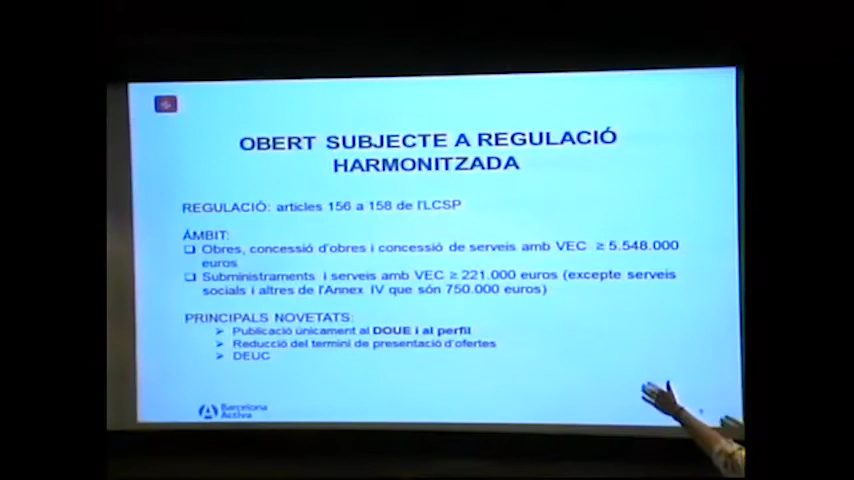 OBERT SUBJECTE A REGULACIÓ
HARMONITZADA
REGULACIÓ: articles 156 a 158 de l'LCSP
ÀMBIT:
❑ Obres, concessió d'obres i concessió de serveis amb VEC ≥ 5.548.000
euros
❑ Subministraments i serveis amb VEC ≥ 221.000 euros (excepte serveis
socials i altres de l'Annex IV que són 750.000 euros)
PRINCIPALS NOVETATS:
➢ Publicació únicament al DOUE i al perfil
➢ Reducció del termini de presentació d'ofertes
➢ DEUC
Barcelona
Activa